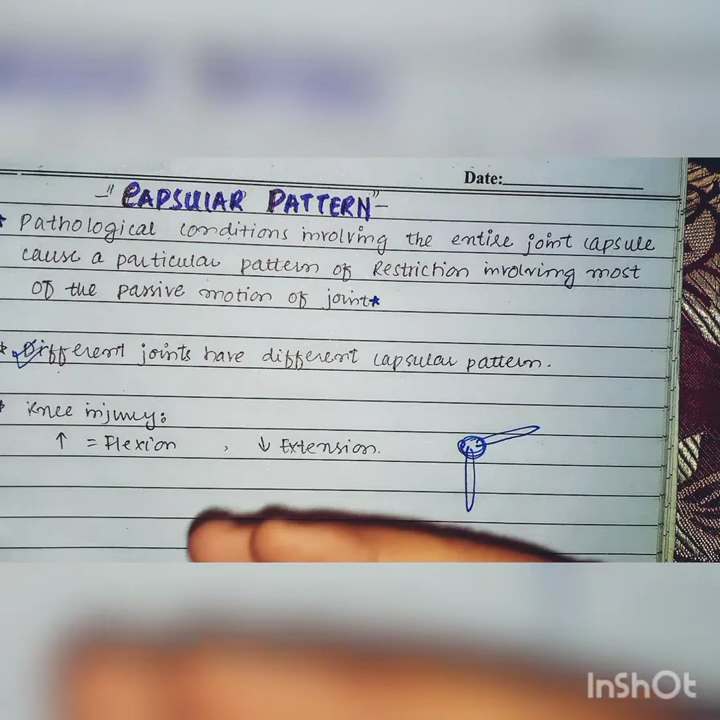 Date:
"CAPSULAR PATTERN"
* Pathological conditions involving the entire joint capsule
cause a particular pattern of Restriction involving most
of the passive motion of joint*
* Different joints have different capsular pattern.
* Knee injury:
↑ = Flexion , ↓ Extension.
InShOt